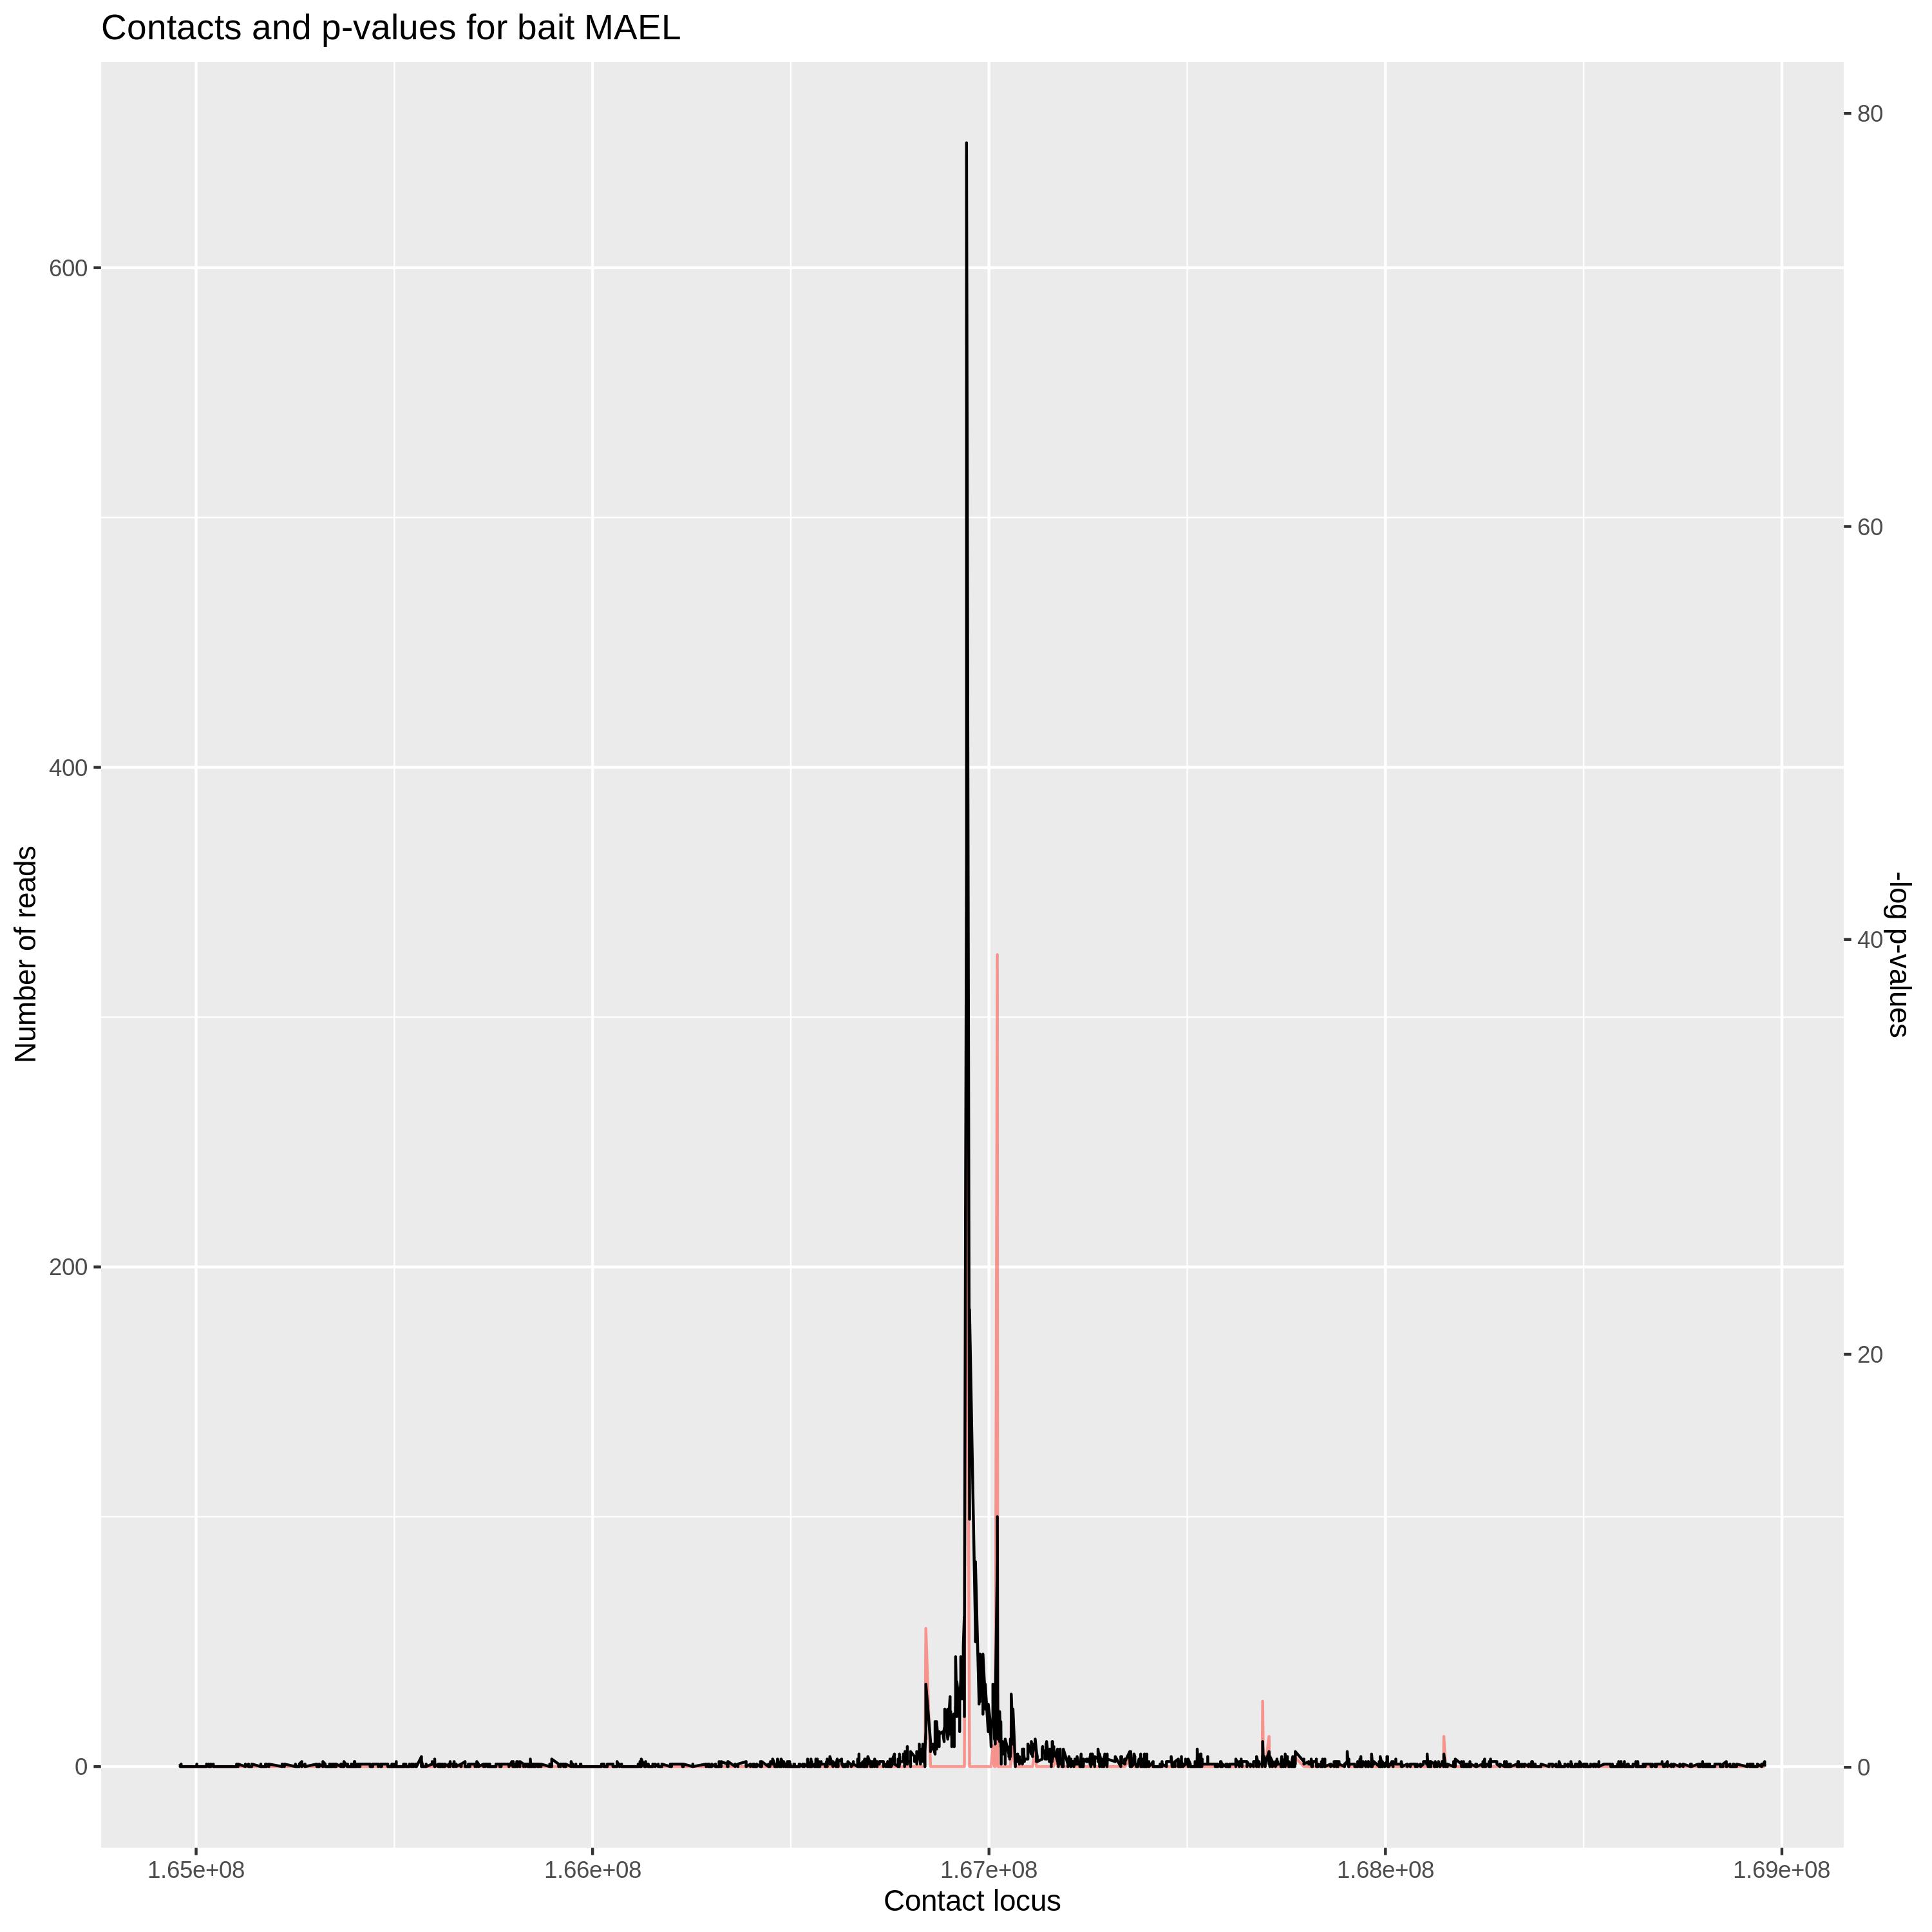 Contacts and p-values for bait MAEL
80
600
60
400
Number of reads
-log p-values
40
200
20
0
0
1.65e+08 1.66e+08 1.67e+08 1.68e+08 1.69e+08
Contact locus